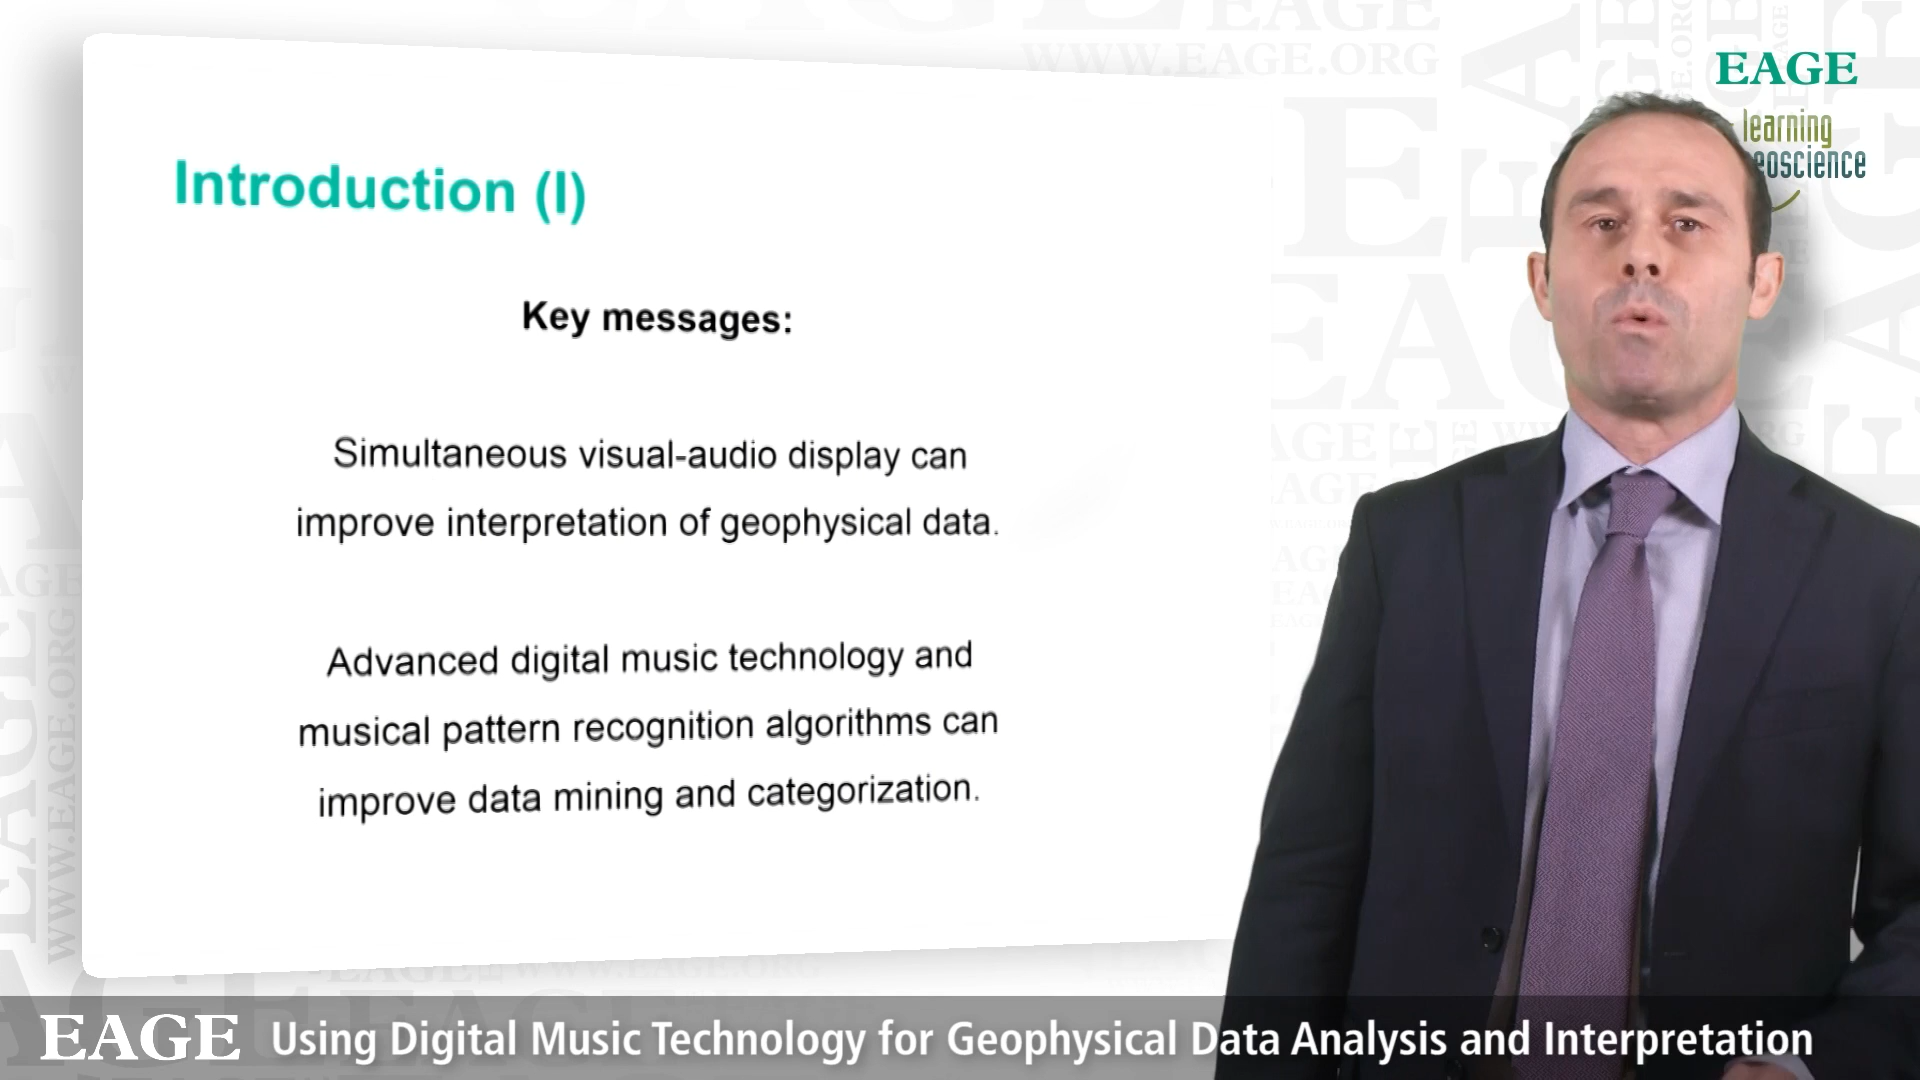 EAGE
learning
eoscience
Introduction (I)
Key messages:
Simultaneous visual-audio display can
improve interpretation of geophysical data.
Advanced digital music technology and
musical pattern recognition algorithms can
improve data mining and categorization.
EAGE Using Digital Music Technology for Geophysical Data Analysis and Interpretation
WWW.EAGE.ORG